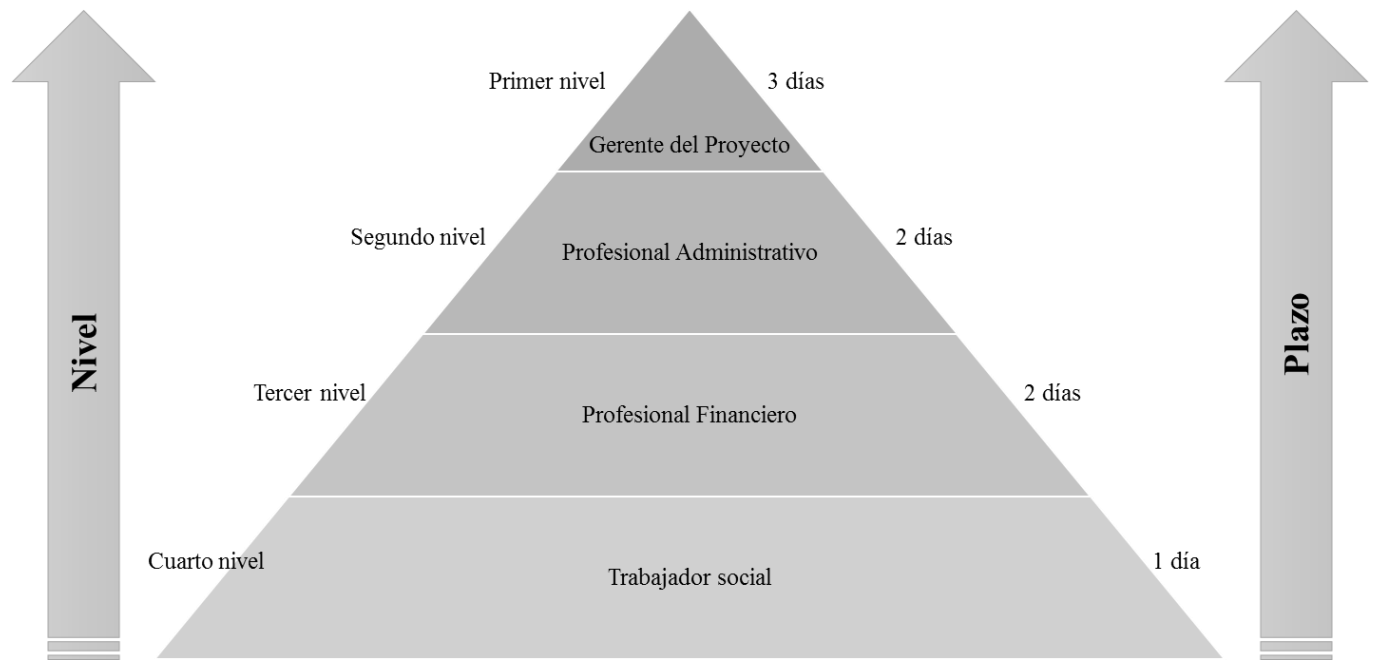 Primer nivel
3 días
Gerente del Proyecto
Segundo nivel
2 días
Profesional Administrativo
Nivel
Plazo
Tercer nivel
2 días
Profesional Financiero
Cuarto nivel
1 día
Trabajador social